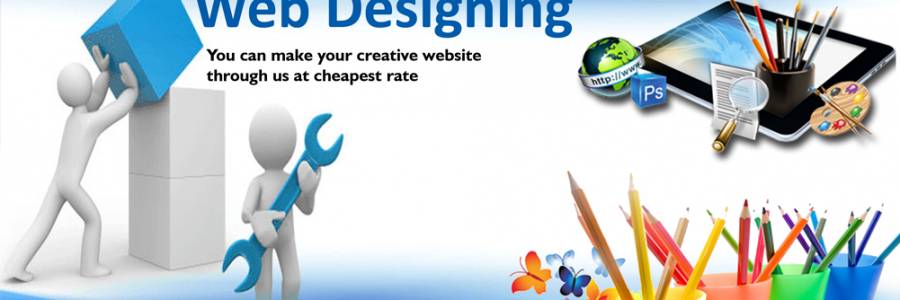 Web Designing
You can make your creative website
through us at cheapest rate
http://www.
Ps